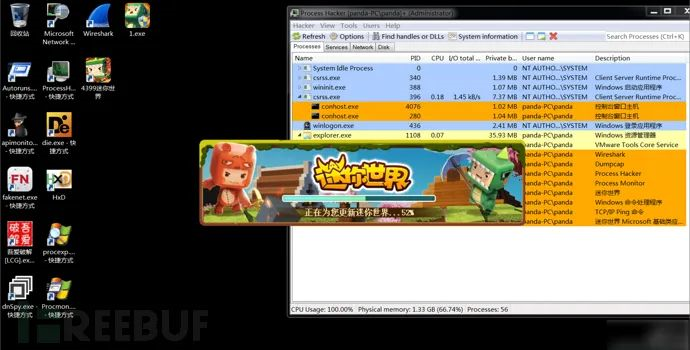 回收站
Microsoft Network ...
Wireshark
1.exe
Autoruns... - 快捷方式
ProcessH... - 快捷方式
4399迷你世界
apimonito... - 快捷方式
die.exe - 快捷方式
fakenet.exe - 快捷方式
HxD
吾爱破解[LCG].ex...
procexp.... - 快捷方式
dnSpy.exe - 快捷方式
Procmon.... - 快捷方式
Process Hacker [panda-PC\panda]+ (Administrator)
Hacker View Tools Users Help
Refresh Options Find handles or DLLs System information Search Processes (Ctrl+K)
Processes Services Network Disk
Name PID CPU I/O total ... Private b... User name Description
System Idle Process 0 0 NT AUTHO...\SYSTEM
csrss.exe 340 1.39 MB NT AUTHO...\SYSTEM Client Server Runtime Proc...
wininit.exe 388 1.07 MB NT AUTHO...\SYSTEM Windows 启动应用程序
csrss.exe 396 0.18 1.45 kB/s 7.37 MB NT AUTHO...\SYSTEM Client Server Runtime Proc...
conhost.exe 4076 1.02 MB panda-PC\panda 控制台窗口主机
conhost.exe 280 1.04 MB panda-PC\panda 控制台窗口主机
winlogon.exe 436 2.41 MB NT AUTHO...\SYSTEM Windows 登录应用程序
explorer.exe 1108 0.07 35.93 MB panda-PC\panda Windows 资源管理器
panda-PC\panda VMware Tools Core Service
panda-PC\panda Wireshark
panda-PC\panda Dumpcap
panda-PC\panda Process Hacker
panda-PC\panda Process Monitor
panda-PC\panda 迷你世界
panda-PC\panda Windows 命令处理程序
panda-PC\panda TCP/IP Ping 命令
panda-PC\panda 迷你世界 Microsoft 基础类应...
迷你世界
正在为您更新迷你世界...52%
CPU Usage: 100.00% Physical memory: 1.33 GB (66.74%) Processes: 56
FREEBUF